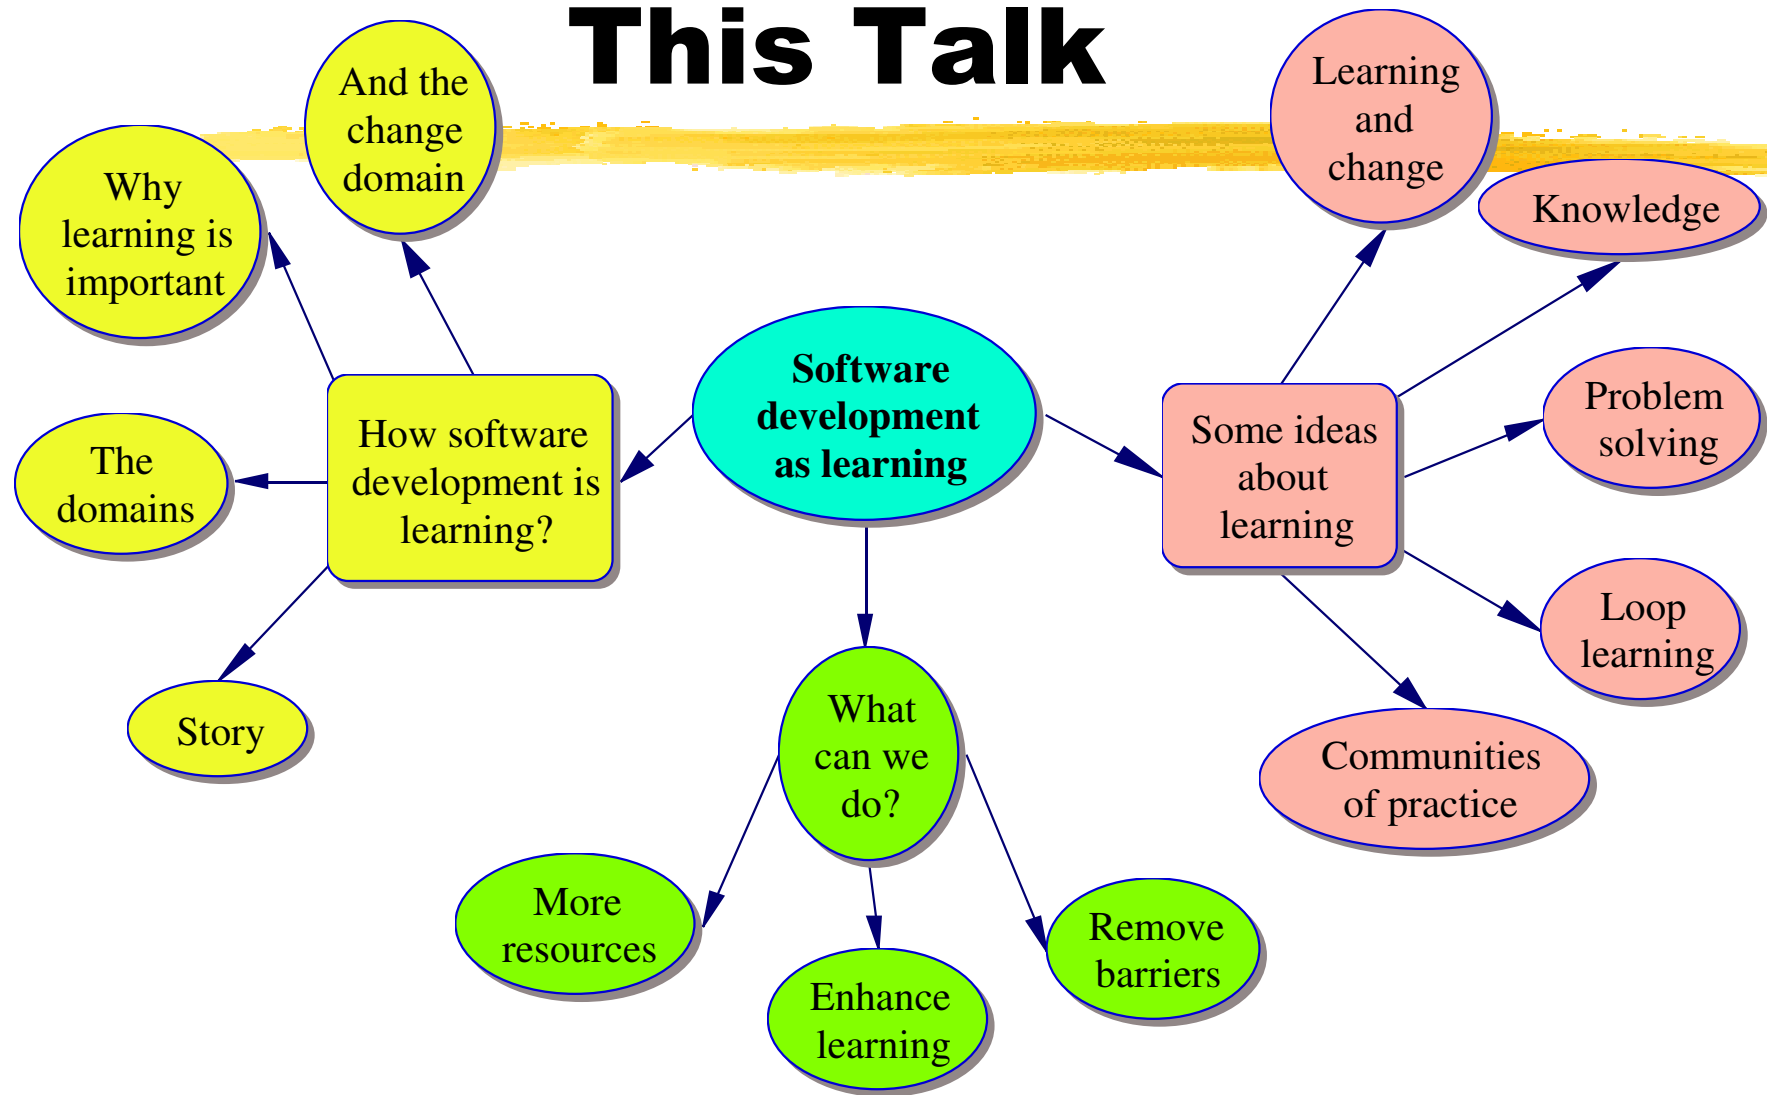 This Talk
And the
change
domain
Why
learning is
important
The
domains
Story
How software
development is
learning?
Software
development
as learning
Some ideas
about
learning
Learning
and
change
Knowledge
Problem
solving
Loop
learning
Communities
of practice
What
can we
do?
More
resources
Enhance
learning
Remove
barriers